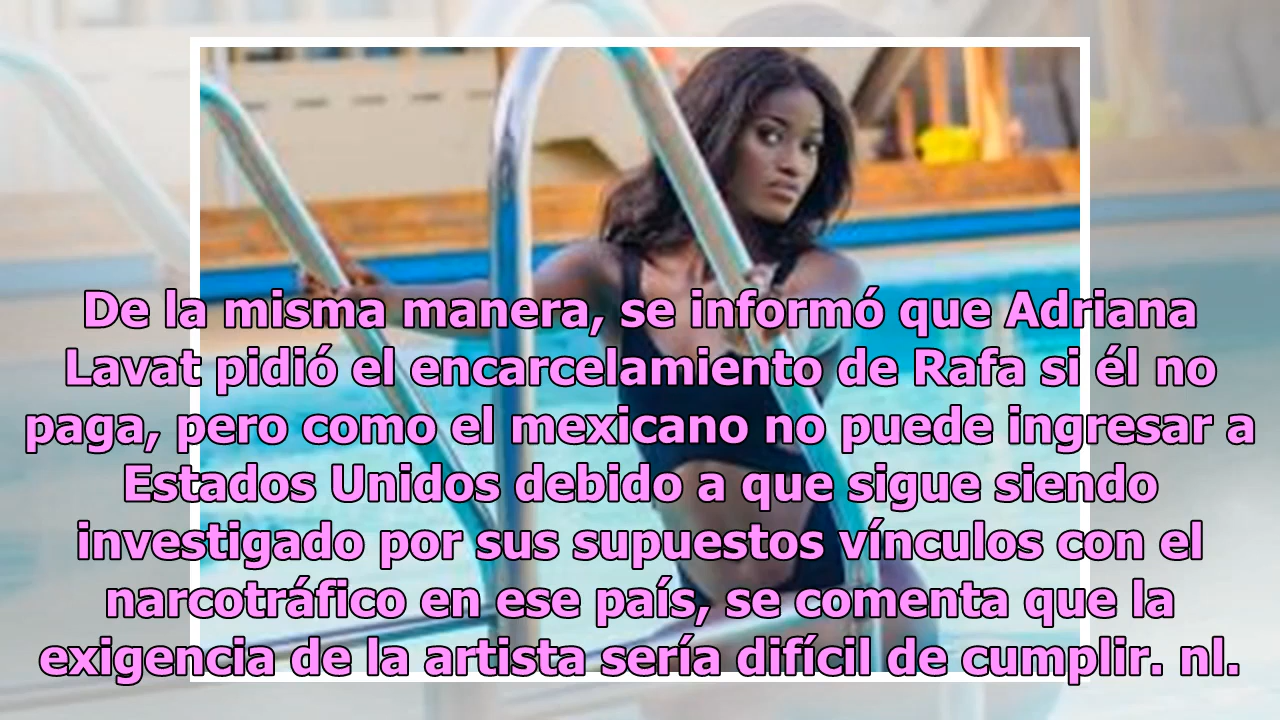 De la misma manera, se informó que Adriana
Lavat pidió el encarcelamiento de Rafa si él no
paga, pero como el mexicano no puede ingresar a
Estados Unidos debido a que sigue siendo
investigado por sus supuestos vínculos con el
narcotráfico en ese país, se comenta que la
exigencia de la artista sería difícil de cumplir. nl.